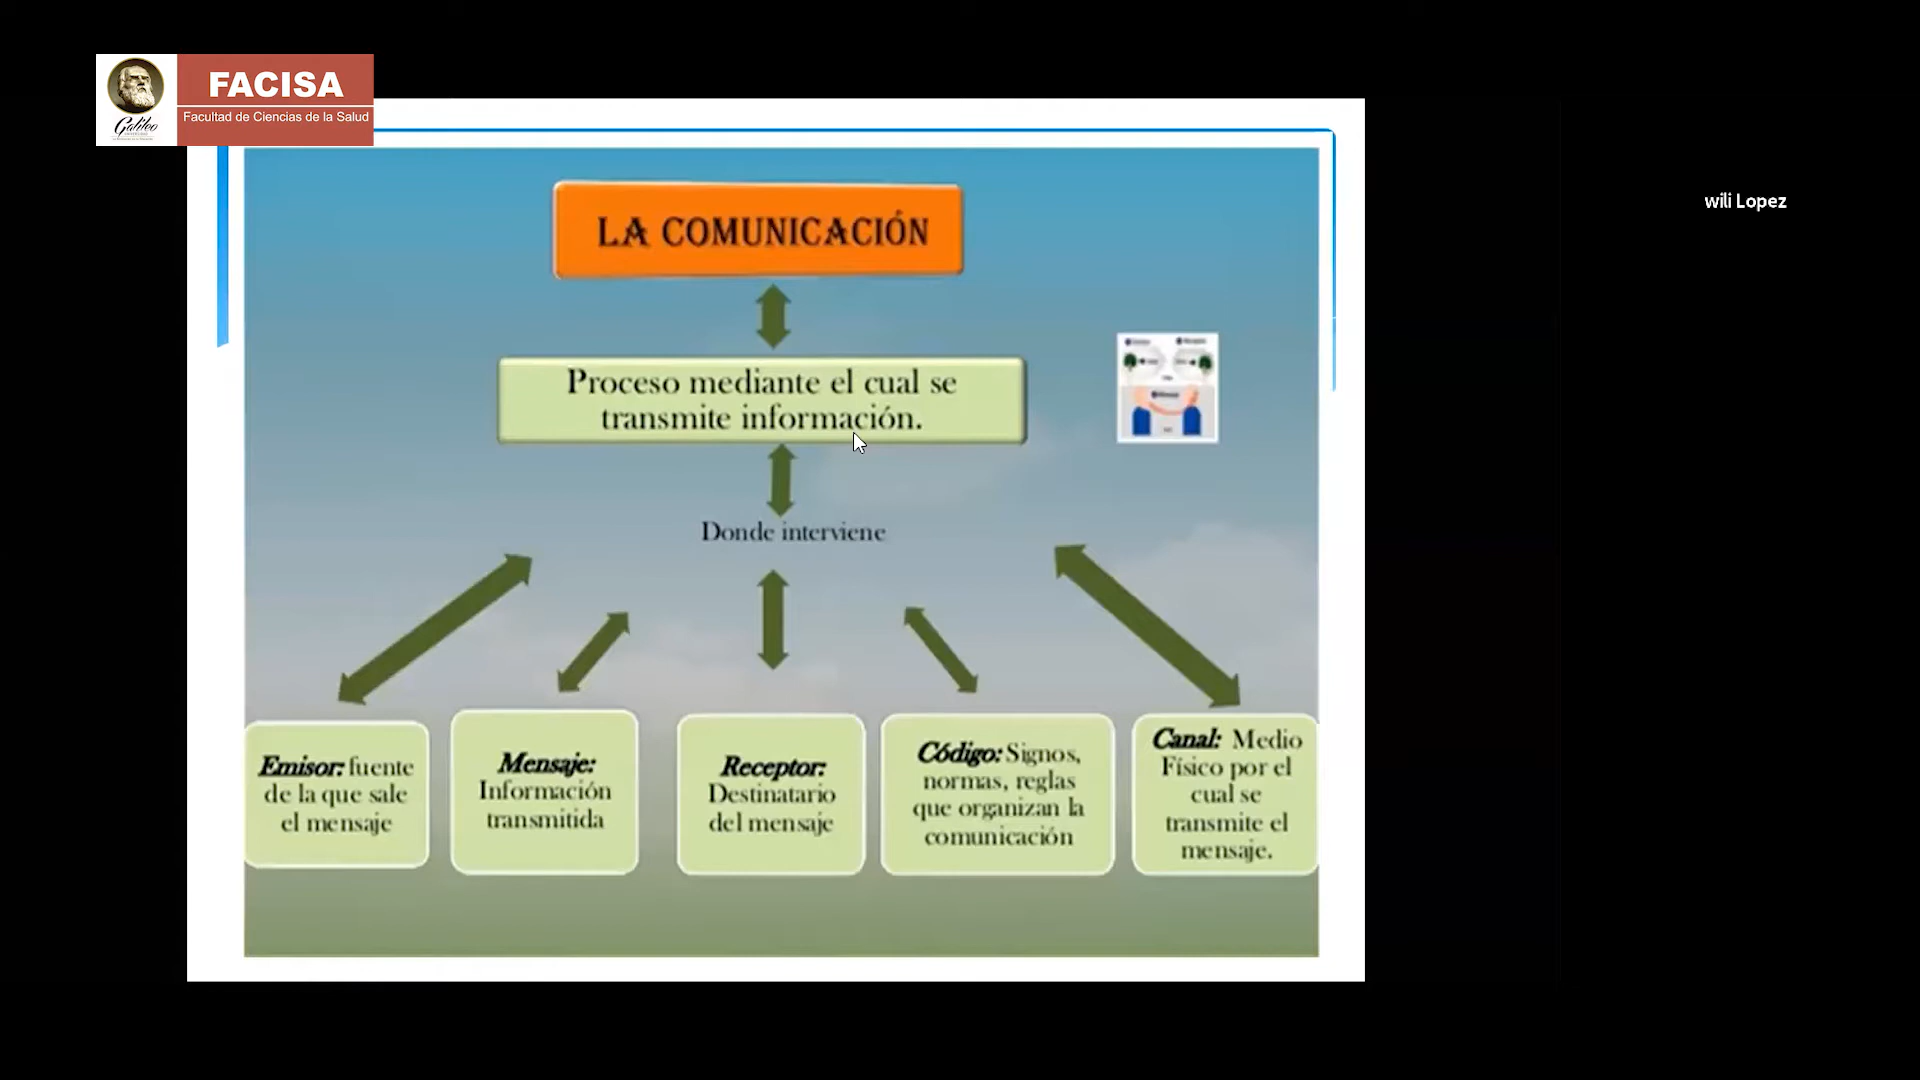 FACISA
Facultad de Ciencias de la Salud
Galileo
wili Lopez
LA COMUNICACIÓN
Proceso mediante el cual se
transmite información.
Donde interviene
Emisor: fuente
de la que sale
el mensaje
Mensaje:
Información
transmitida
Receptor:
Destinatario
del mensaje
Código: Signos,
normas, reglas
que organizan la
comunicación
Canal: Medio
Físico por el
cual se
transmite el
mensaje.